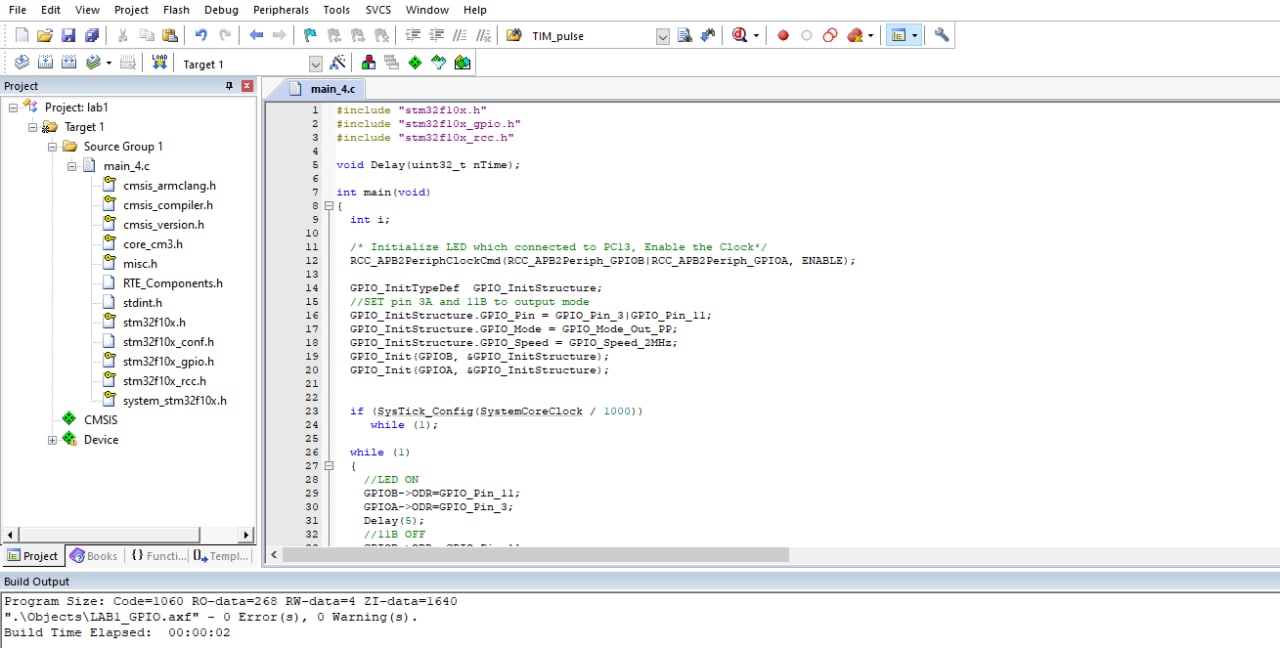 File Edit View Project Flash Debug Peripherals Tools SVCS Window Help
TIM_pulse
LOAD Target 1
Project
Project: lab1
Target 1
Source Group 1
main_4.c
cmsis_armclang.h
cmsis_compiler.h
cmsis_version.h
core_cm3.h
misc.h
RTE_Components.h
stdint.h
stm32f10x.h
stm32f10x_conf.h
stm32f10x_gpio.h
stm32f10x_rcc.h
system_stm32f10x.h
CMSIS
Device
Project Books {} Functi... Templ...
main_4.c
1 #include "stm32f10x.h"
2 #include "stm32f10x_gpio.h"
3 #include "stm32f10x_rcc.h"
4
5 void Delay(uint32_t nTime);
6
7 int main(void)
8 {
9 int i;
10
11 /* Initialize LED which connected to PC13, Enable the Clock*/
12 RCC_APB2PeriphClockCmd(RCC_APB2Periph_GPIOB|RCC_APB2Periph_GPIOA, ENABLE);
13
14 GPIO_InitTypeDef GPIO_InitStructure;
15 //SET pin 3A and 11B to output mode
16 GPIO_InitStructure.GPIO_Pin = GPIO_Pin_3|GPIO_Pin_11;
17 GPIO_InitStructure.GPIO_Mode = GPIO_Mode_Out_PP;
18 GPIO_InitStructure.GPIO_Speed = GPIO_Speed_2MHz;
19 GPIO_Init(GPIOB, &GPIO_InitStructure);
20 GPIO_Init(GPIOA, &GPIO_InitStructure);
21
22
23 if (SysTick_Config(SystemCoreClock / 1000))
24 while (1);
25
26 while (1)
27 {
28 //LED ON
29 GPIOB->ODR=GPIO_Pin_11;
30 GPIOA->ODR=GPIO_Pin_3;
31 Delay(5);
32 //11B OFF
Build Output
Program Size: Code=1060 RO-data=268 RW-data=4 ZI-data=1640
".\Objects\LAB1_GPIO.axf" - 0 Error(s), 0 Warning(s).
Build Time Elapsed: 00:00:02